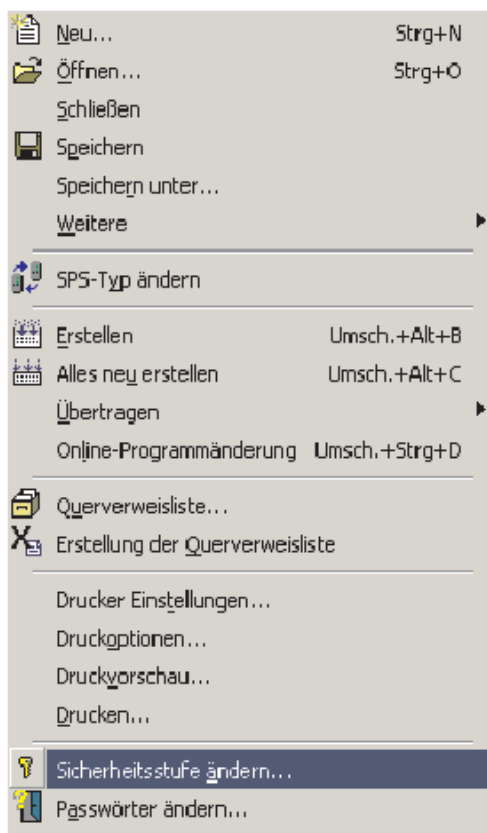 Neu... Strg+N
Öffnen... Strg+O
Schließen
Speichern
Speichern unter...
Weitere
SPS-Typ ändern
Erstellen Umsch.+Alt+B
Alles neu erstellen Umsch.+Alt+C
Übertragen
Online-Programmänderung Umsch.+Strg+D
Querverweisliste...
Erstellung der Querverweisliste
Drucker Einstellungen...
Druckoptionen...
Druckvorschau...
Drucken...
Sicherheitsstufe ändern...
Passwörter ändern...